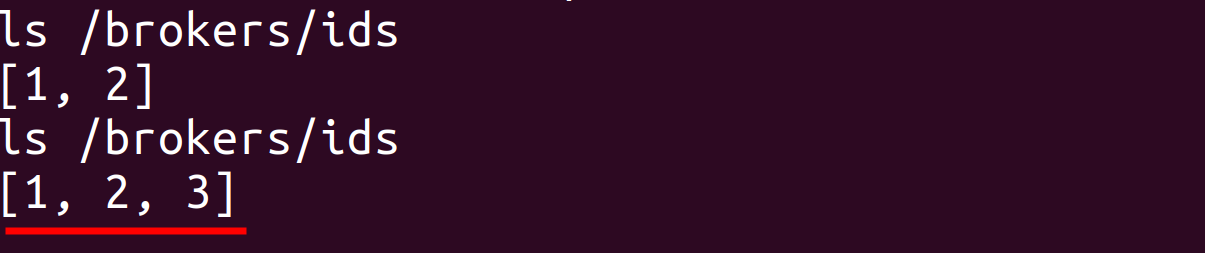 ls /brokers/ids
[1, 2]
ls /brokers/ids
[1, 2, 3]